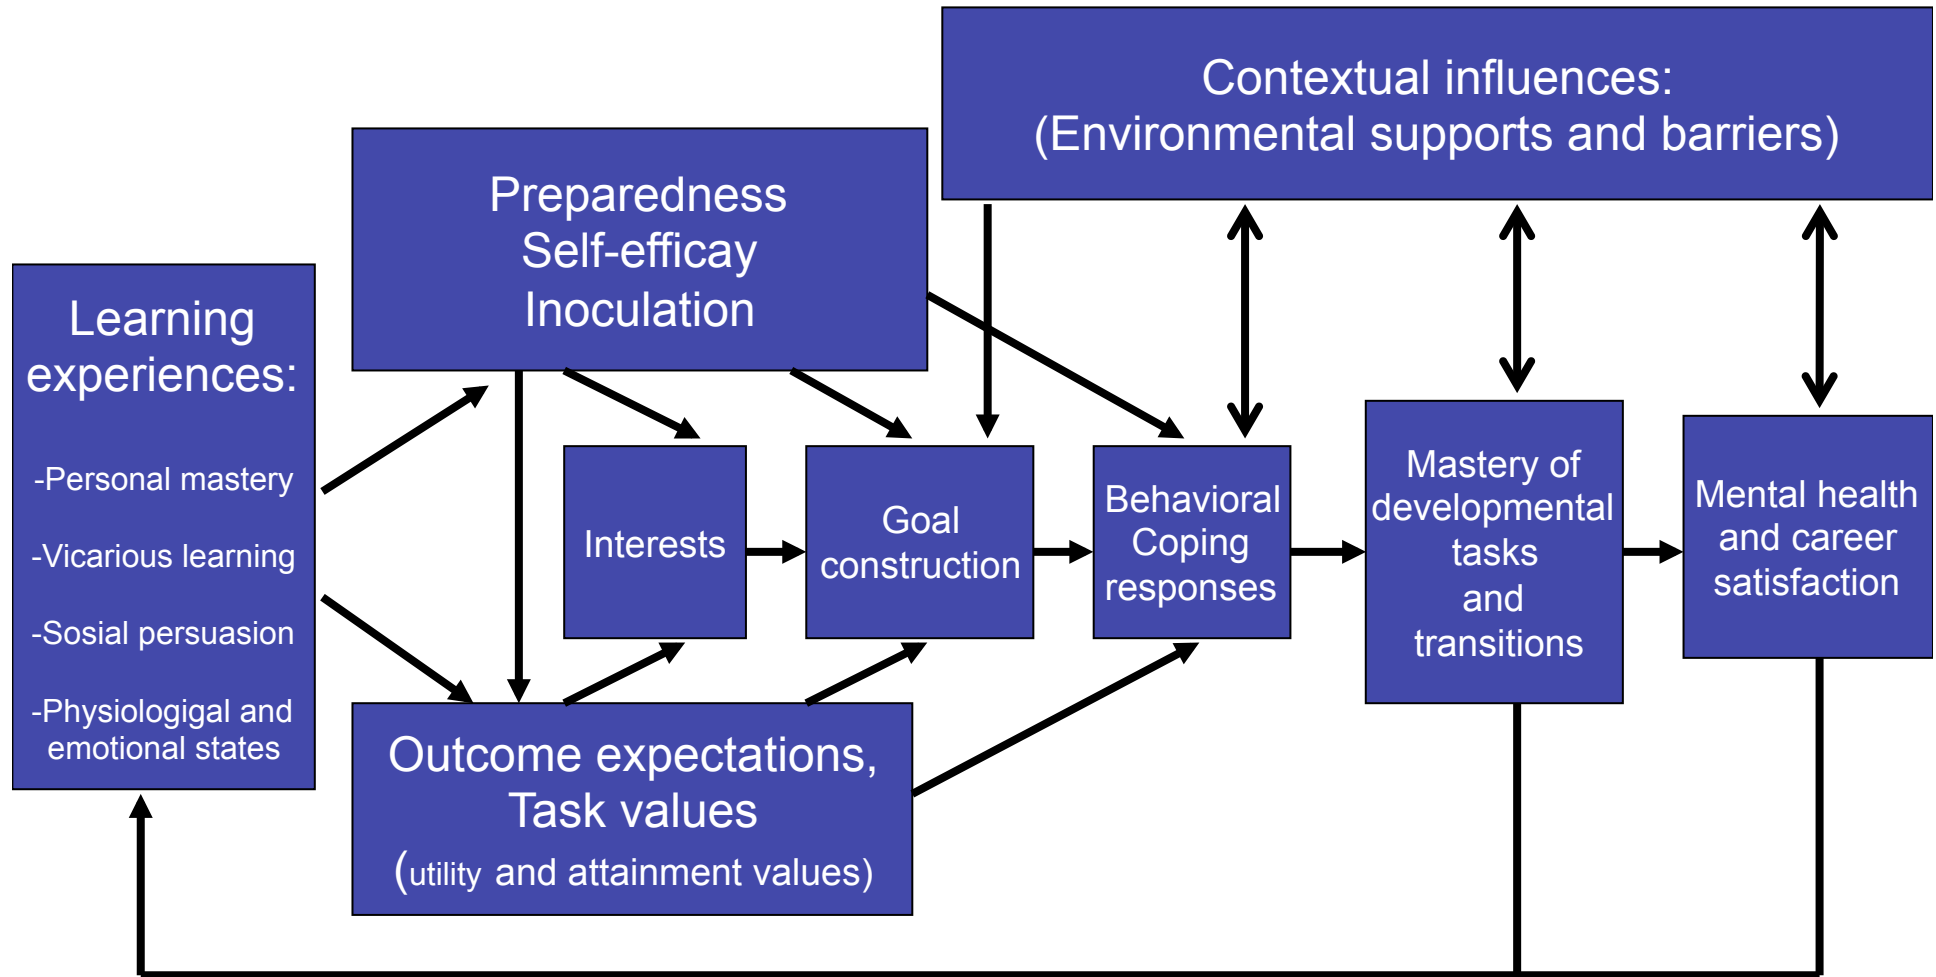 Contextual influences:
(Environmental supports and barriers)
Preparedness
Self-efficay
Inoculation
Learning
experiences:
-Personal mastery
-Vicarious learning
-Sosial persuasion
-Physiologigal and
emotional states
Interests
Goal
construction
Behavioral
Coping
responses
Mastery of
developmental
tasks
and
transitions
Mental health
and career
satisfaction
Outcome expectations,
Task values
(utility and attainment values)